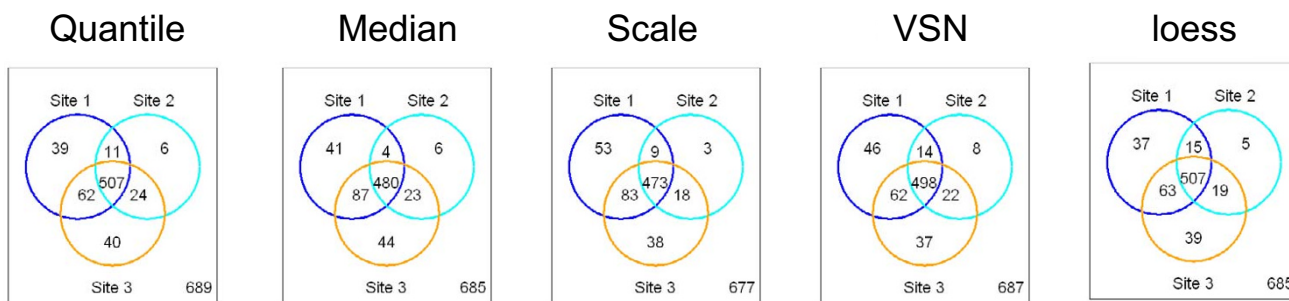 Quantile
Median
Scale
VSN
loess
Site 1
Site 2
39
11
6
507
62
24
40
Site 3
689
Site 1
Site 2
41
4
6
480
87
23
44
Site 3
685
Site 1
Site 2
53
9
3
473
83
18
38
Site 3
677
Site 1
Site 2
46
14
8
498
62
22
37
Site 3
687
Site 1
Site 2
37
15
5
507
63
19
39
Site 3
685